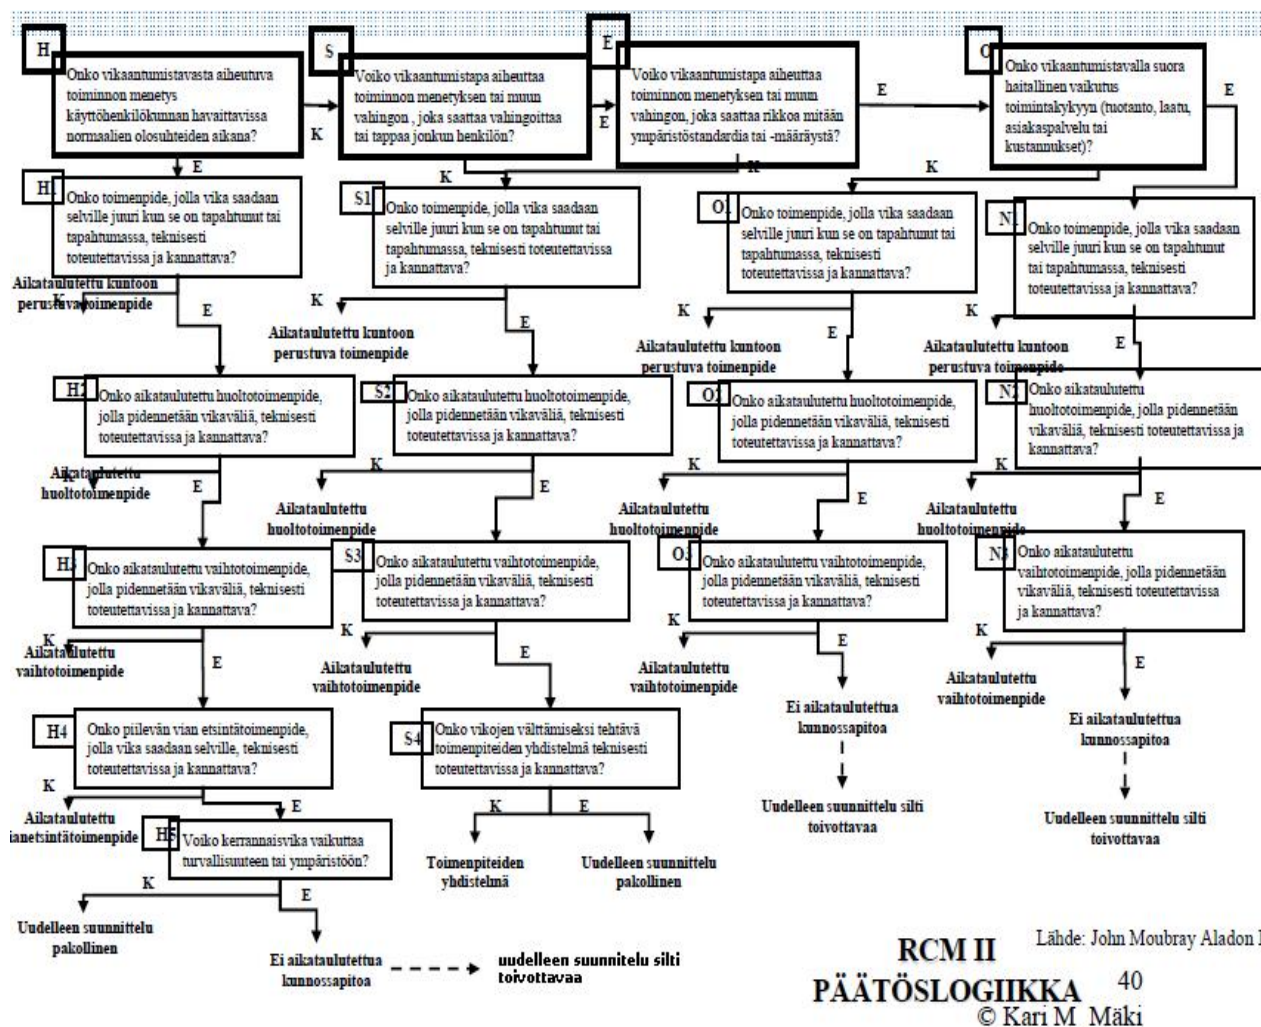 H
Onko vikaantumistavasta aiheutuva
toiminnon menetys
käyttöhenkilökunnan havaittavissa
normaalien olosuhteiden aikana?
K
E
S
Voiko vikaantumistapa aiheuttaa
toiminnon menetyksen tai muun
vahingon , joka saattaa vahingoittaa
tai tappaa jonkun henkilön?
E
K
E
Voiko vikaantumistapa aiheuttaa
toiminnon menetyksen tai muun
vahingon, joka saattaa rikkoa mitään
ympäristöstandardia tai -määräystä?
E
K
O
Onko vikaantumistavalla suora
haitallinen vaikutus
toimintakykyyn (tuotanto, laatu,
asiakaspalvelu tai
kustannukset)?
E
K
Onko toimenpide, jolla vika saadaan
selville juuri kun se on tapahtunut tai
tapahtumassa, teknisesti
toteutettavissa ja kannattava?
K
E
Aikataulutettu kuntoon
perustuva toimenpide
S1
Onko toimenpide, jolla vika saadaan
selville juuri kun se on tapahtunut tai
tapahtumassa, teknisesti toteutettavissa
ja kannattava?
K
E
Aikataulutettu kuntoon
perustuva toimenpide
O1
Onko toimenpide, jolla vika saadaan
selville juuri kun se on tapahtunut tai
tapahtumassa, teknisesti
toteutettavissa ja kannattava?
K
E
Aikataulutettu kuntoon
perustuva toimenpide
N1
Onko toimenpide, jolla vika saadaan
selville juuri kun se on tapahtunut
tai tapahtumassa, teknisesti
toteutettavissa ja kannattava?
K
E
Aikataulutettu kuntoon
perustuva toimenpide
H2
Onko aikataulutettu huoltotoimenpide,
jolla pidennetään vikaväliä, teknisesti
toteutettavissa ja kannattava?
K
E
Aikataulutettu
huoltotoimenpide
S2
Onko aikataulutettu huoltotoimenpide,
jolla pidennetään vikaväliä, teknisesti
toteutettavissa ja kannattava?
K
E
Aikataulutettu
huoltotoimenpide
O2
Onko aikataulutettu huoltotoimenpide,
jolla pidennetään vikaväliä, teknisesti
toteutettavissa ja kannattava?
K
E
Aikataulutettu
huoltotoimenpide
N2
Onko aikataulutettu
huoltotoimenpide, jolla pidennetään
vikaväliä, teknisesti toteutettavissa ja
kannattava?
K
E
Aikataulutettu
huoltotoimenpide
H3
Onko aikataulutettu vaihtotoimenpide,
jolla pidennetään vikaväliä, teknisesti
toteutettavissa ja kannattava?
K
E
Aikataulutettu
vaihtotoimenpide
S3
Onko aikataulutettu vaihtotoimenpide,
jolla pidennetään vikaväliä, teknisesti
toteutettavissa ja kannattava?
K
E
Aikataulutettu
vaihtotoimenpide
O3
Onko aikataulutettu vaihtotoimenpide,
jolla pidennetään vikaväliä, teknisesti
toteutettavissa ja kannattava?
K
E
Aikataulutettu
vaihtotoimenpide
Ei aikataulutettua
kunnossapitoa
Uudelleen suunnittelu silti
toivottavaa
N3
Onko aikataulutettu
vaihtotoimenpide, jolla pidennetään
vikaväliä, teknisesti toteutettavissa
ja kannattava?
K
E
Aikataulutettu
vaihtotoimenpide
Ei aikataulutettua
kunnossapitoa
Uudelleen suunnittelu silti
toivottavaa
H4
Onko piilevän vian etsintätoimenpide,
jolla vika saadaan selville, teknisesti
toteutettavissa ja kannattava?
K
E
Aikataulutettu
ianetsintätoimenpide
S4
Onko vikojen välttämiseksi tehtävä
toimenpiteiden yhdistelmä teknisesti
toteutettavissa ja kannattava?
K
E
Toimenpiteiden
yhdistelmä
Uudelleen suunnittelu
pakollinen
H5
Voiko kerrannaisvika vaikuttaa
turvallisuuteen tai ympäristöön?
K
E
Uudelleen suunnittelu
pakollinen
Ei aikataulutettua
kunnossapitoa
uudelleen suunnitelu silti
toivottavaa
RCM II
PÄÄTÖSLOGIIKKA
Lähde: John Moubray Aladon
40
© Kari M Mäki